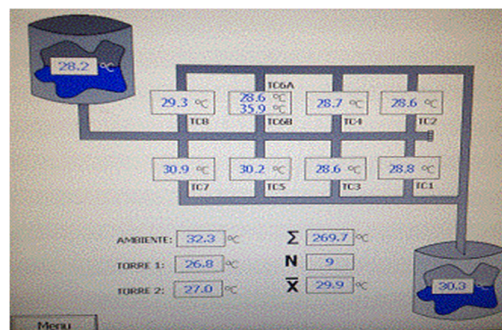 28.2 °C
TC6A
29.3 °C
28.6 °C
35.9 °C
28.7 °C
28.6 °C
TC8
TC6B
TC4
TC2
30.9 °C
30.2 °C
28.6 °C
28.8 °C
TC7
TC5
TC3
TC1
AMBIENTE: 32.3 °C
Σ 269.7 °C
TORRE 1: 26.8 °C
N 9
TORRE 2: 27.0 °C
X̅ 29.9 °C
30.3 °C
Menu